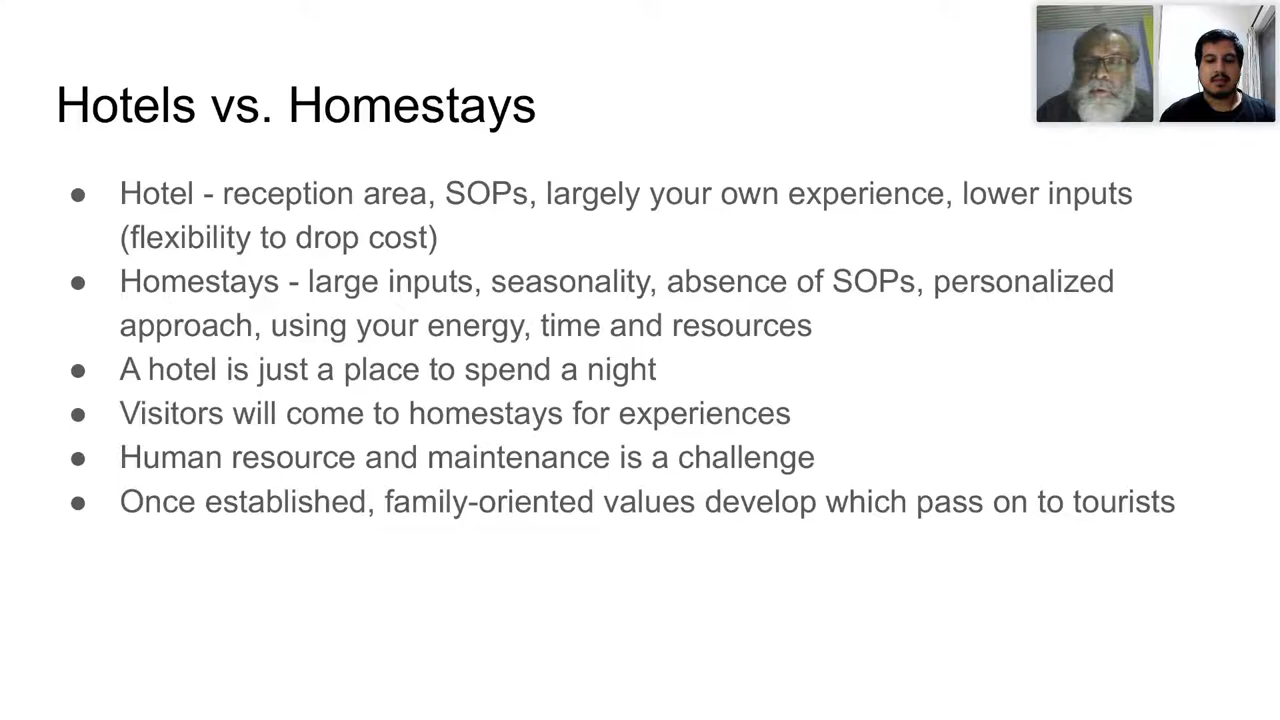 Hotels vs. Homestays
● Hotel - reception area, SOPs, largely your own experience, lower inputs
(flexibility to drop cost)
● Homestays - large inputs, seasonality, absence of SOPs, personalized
approach, using your energy, time and resources
● A hotel is just a place to spend a night
● Visitors will come to homestays for experiences
● Human resource and maintenance is a challenge
● Once established, family-oriented values develop which pass on to tourists